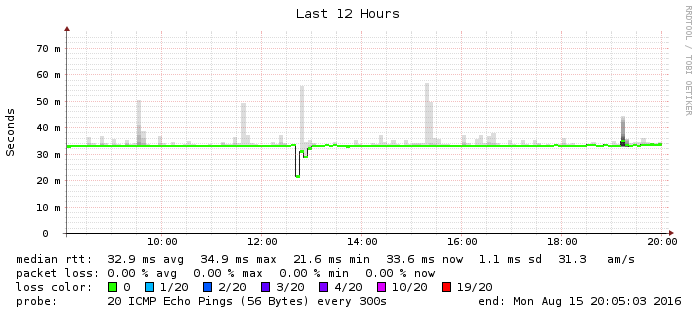 Last 12 Hours
RRDTOOL / TOBI OETIKER
Seconds
70 m
60 m
50 m
40 m
30 m
20 m
10 m
0
10:00 12:00 14:00 16:00 18:00 20:00
median rtt: 32.9 ms avg 34.9 ms max 21.6 ms min 33.6 ms now 1.1 ms sd 31.3 am/s
packet loss: 0.00 % avg 0.00 % max 0.00 % min 0.00 % now
loss color: 0 1/20 2/20 3/20 4/20 10/20 19/20
probe: 20 ICMP Echo Pings (56 Bytes) every 300s end: Mon Aug 15 20:05:03 2016